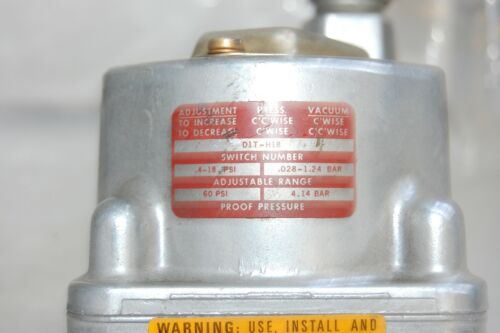 ADJUSTMENT PRESS. VACUUM
TO INCREASE C'C'WISE C'WISE
TO DECREASE C'WISE C'C'WISE
D1T-H18
SWITCH NUMBER
.4-18 PSI .028-1.24 BAR
ADJUSTABLE RANGE
60 PSI 4.14 BAR
PROOF PRESSURE
WARNING: USE, INSTALL AND